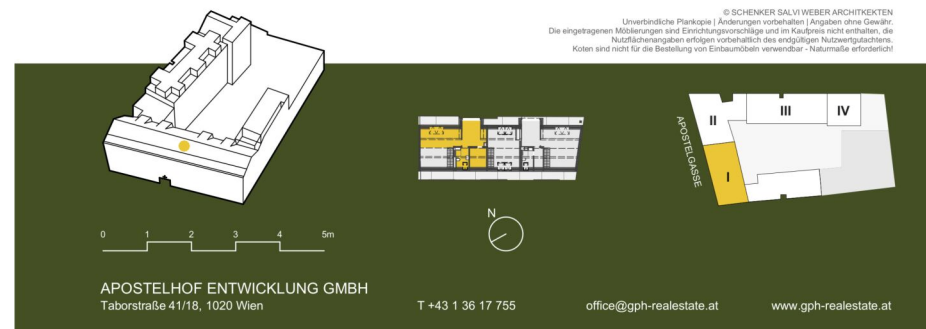 © SCHENKER SALVI WEBER ARCHITKEKTEN
Unverbindliche Plankopie | Änderungen vorbehalten | Angaben ohne Gewähr.
Die eingetragenen Möblierungen sind Einrichtungsvorschläge und im Kaufpreis nicht enthalten, die
Nutzflächenangaben erfolgen vorbehaltlich des endgültigen Nutzwertgutachtens.
Koten sind nicht für die Bestellung von Einbaumöbeln verwendbar - Naturmaße erforderlich!
II
III
IV
APOSTELGASSE
I
N
0 1 2 3 4 5m
APOSTELHOF ENTWICKLUNG GMBH
Taborstraße 41/18, 1020 Wien
T +43 1 36 17 755
office@gph-realestate.at
www.gph-realestate.at